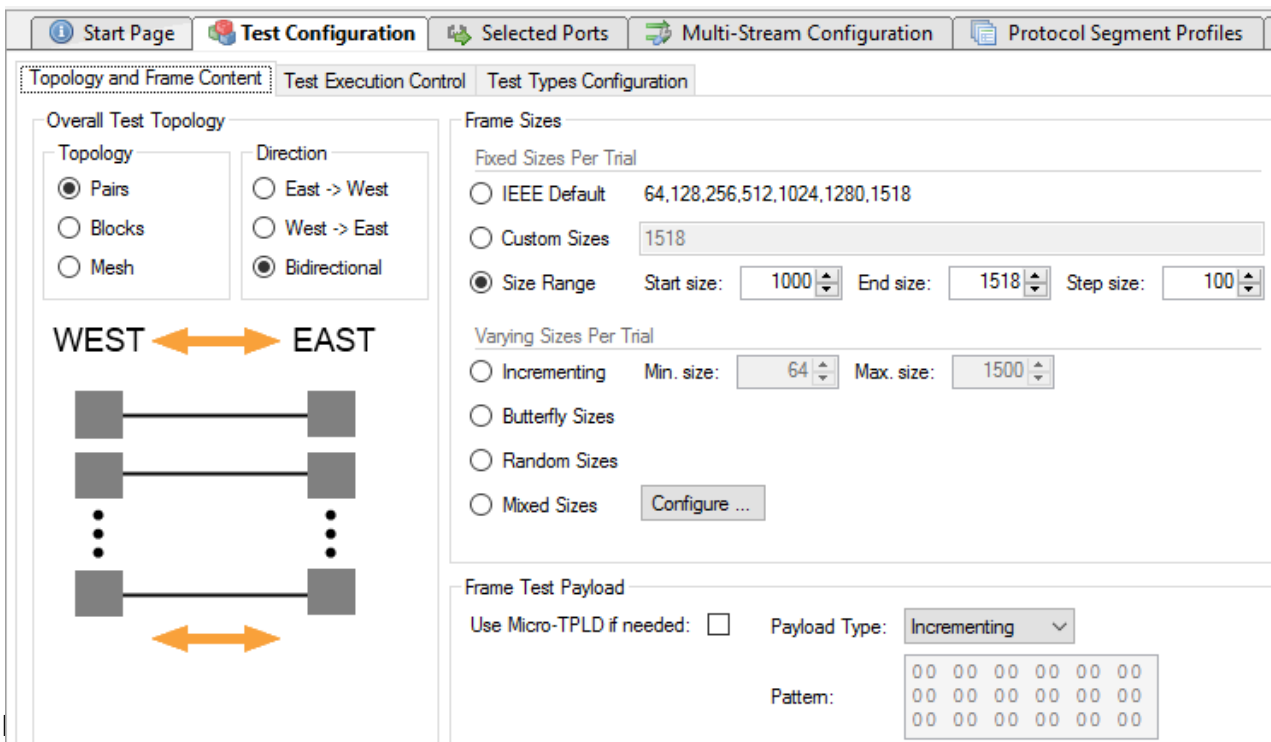 Start Page Test Configuration Selected Ports Multi-Stream Configuration Protocol Segment Profiles
Topology and Frame Content Test Execution Control Test Types Configuration
Overall Test Topology
Topology
Pairs
Blocks
Mesh
Direction
East -> West
West -> East
Bidirectional
WEST EAST
Frame Sizes
Fixed Sizes Per Trial
IEEE Default 64,128,256,512,1024,1280,1518
Custom Sizes 1518
Size Range Start size: 1000 End size: 1518 Step size: 100
Varying Sizes Per Trial
Incrementing Min. size: 64 Max. size: 1500
Butterfly Sizes
Random Sizes
Mixed Sizes Configure ...
Frame Test Payload
Use Micro-TPLD if needed: Payload Type: Incrementing
Pattern:
00 00 00 00 00 00
00 00 00 00 00 00
00 00 00 00 00 00